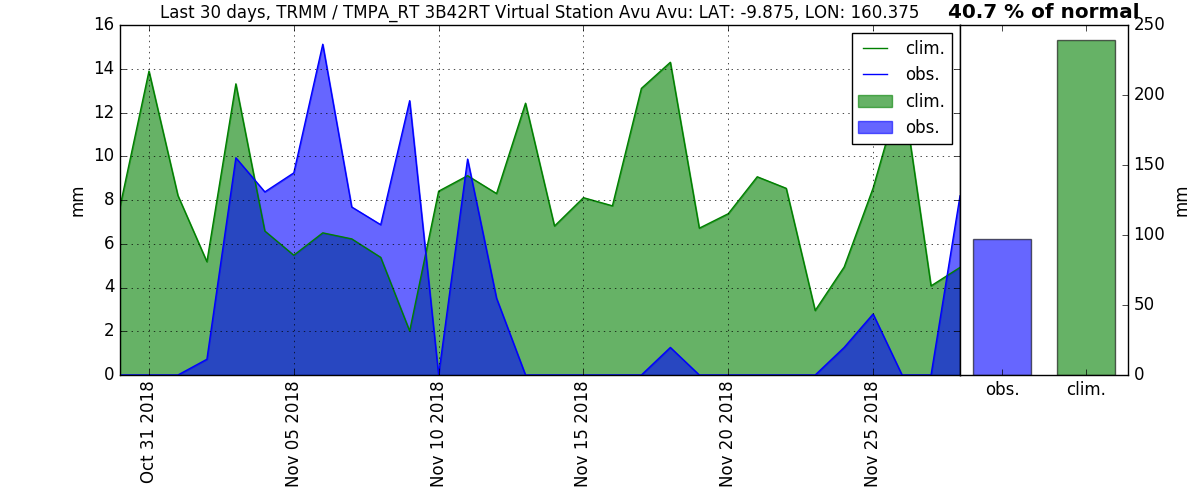 Last 30 days, TRMM / TMPA_RT 3B42RT Virtual Station Avu Avu: LAT: -9.875, LON: 160.375
40.7 % of normal
16
14
12
10
8
6
4
2
0
mm
clim.
obs.
clim.
obs.
Oct 31 2018
Nov 05 2018
Nov 10 2018
Nov 15 2018
Nov 20 2018
Nov 25 2018
250
200
150
100
50
0
mm
obs.
clim.